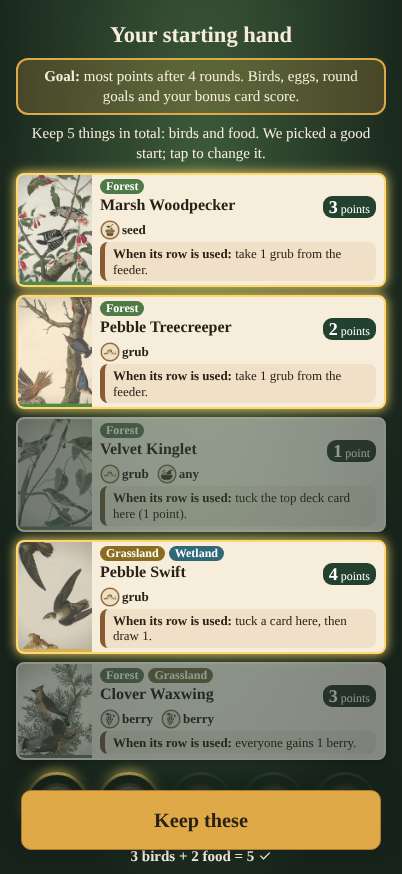 Your starting hand
Goal: most points after 4 rounds. Birds, eggs, round
goals and your bonus card score.
Keep 5 things in total: birds and food. We picked a good
start; tap to change it.
Forest
Marsh Woodpecker
3 points
seed
When its row is used: take 1 grub from the
feeder.
Forest
Pebble Treecreeper
2 points
grub
When its row is used: take 1 grub from the
feeder.
Forest
Velvet Kinglet
1 point
grub any
When its row is used: tuck the top deck card
here (1 point).
Grassland Wetland
Pebble Swift
4 points
grub
When its row is used: tuck a card here, then
draw 1.
Forest Grassland
Clover Waxwing
3 points
berry berry
When its row is used: everyone gains 1 berry.
Keep these
3 birds + 2 food = 5 ✓